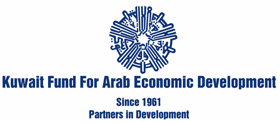 Kuwait Fund For Arab Economic Development
Since 1961
Partners in Development